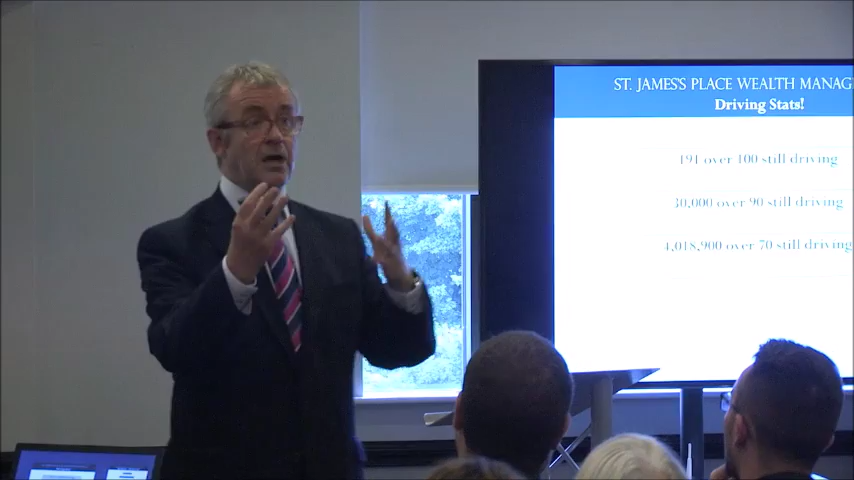 ST. JAMES'S PLACE WEALTH MANAG
Driving Stats!
191 over 100 still driving
30,000 over 90 still driving
4,018,900 over 70 still driving